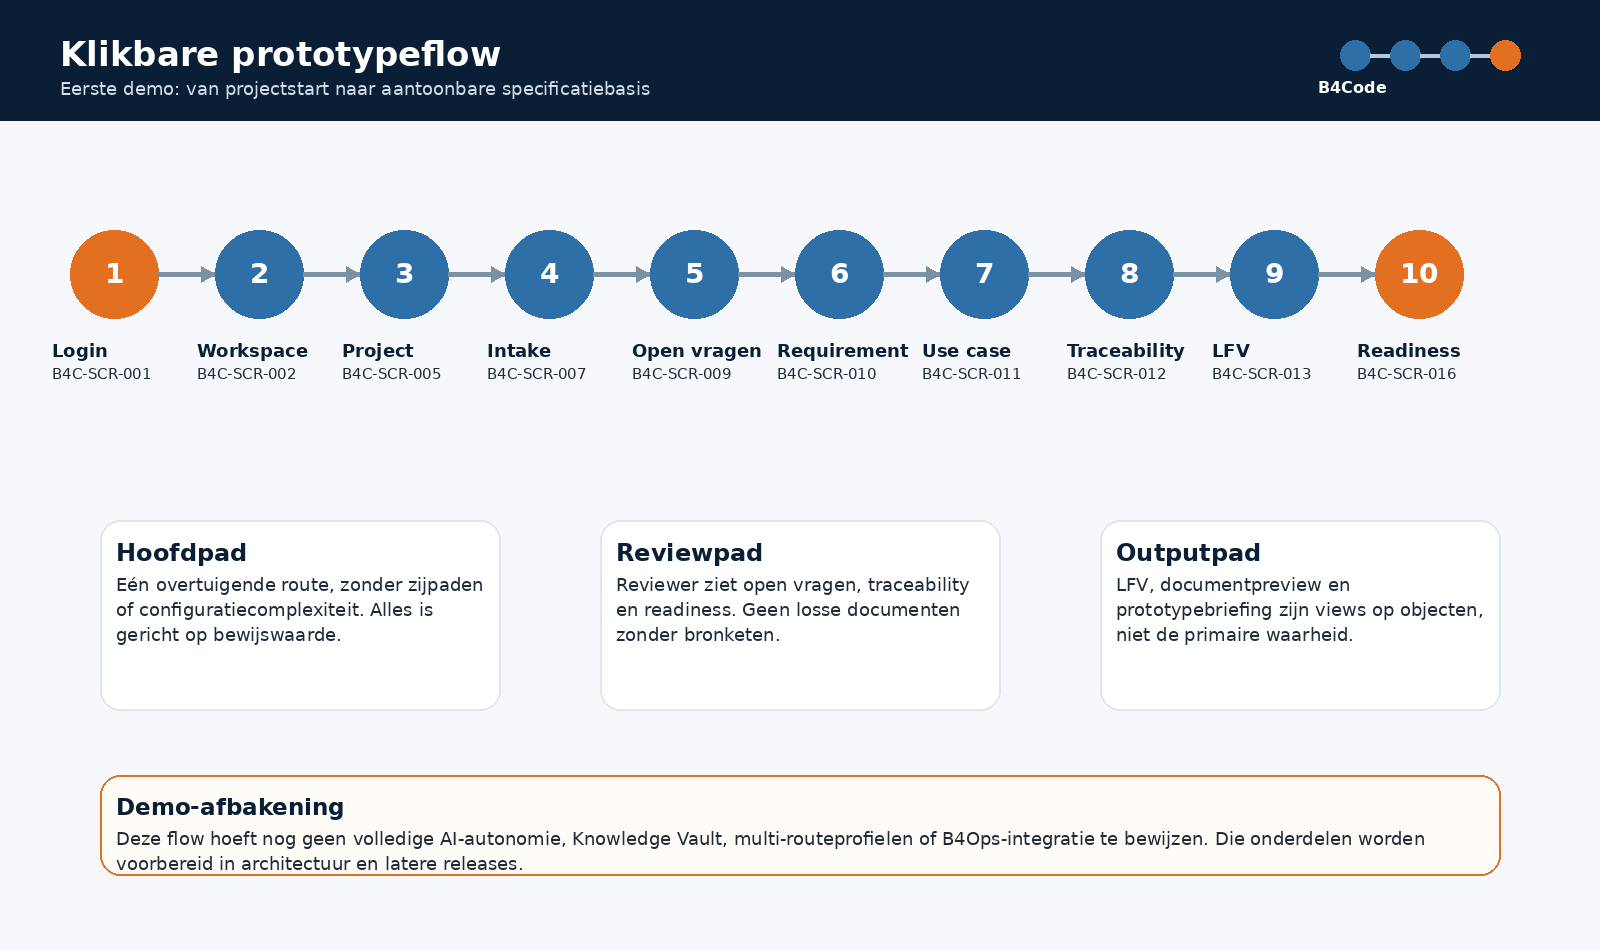 Klikbare prototypeflow
Eerste demo: van projectstart naar aantoonbare specificatiebasis
B4Code
1
2
3
4
5
6
7
8
9
10
Login
B4C-SCR-001
Workspace
B4C-SCR-002
Project
B4C-SCR-005
Intake
B4C-SCR-007
Open vragen
B4C-SCR-009
Requirement
B4C-SCR-010
Use case
B4C-SCR-011
Traceability
B4C-SCR-012
LFV
B4C-SCR-013
Readiness
B4C-SCR-016
Hoofdpad
Eén overtuigende route, zonder zijpaden
of configuratiecomplexiteit. Alles is
gericht op bewijswaarde.
Reviewpad
Reviewer ziet open vragen, traceability
en readiness. Geen losse documenten
zonder bronketen.
Outputpad
LFV, documentpreview en
prototypebriefing zijn views op objecten,
niet de primaire waarheid.
Demo-afbakening
Deze flow hoeft nog geen volledige AI-autonomie, Knowledge Vault, multi-routeprofielen of B4Ops-integratie te bewijzen. Die onderdelen worden
voorbereid in architectuur en latere releases.